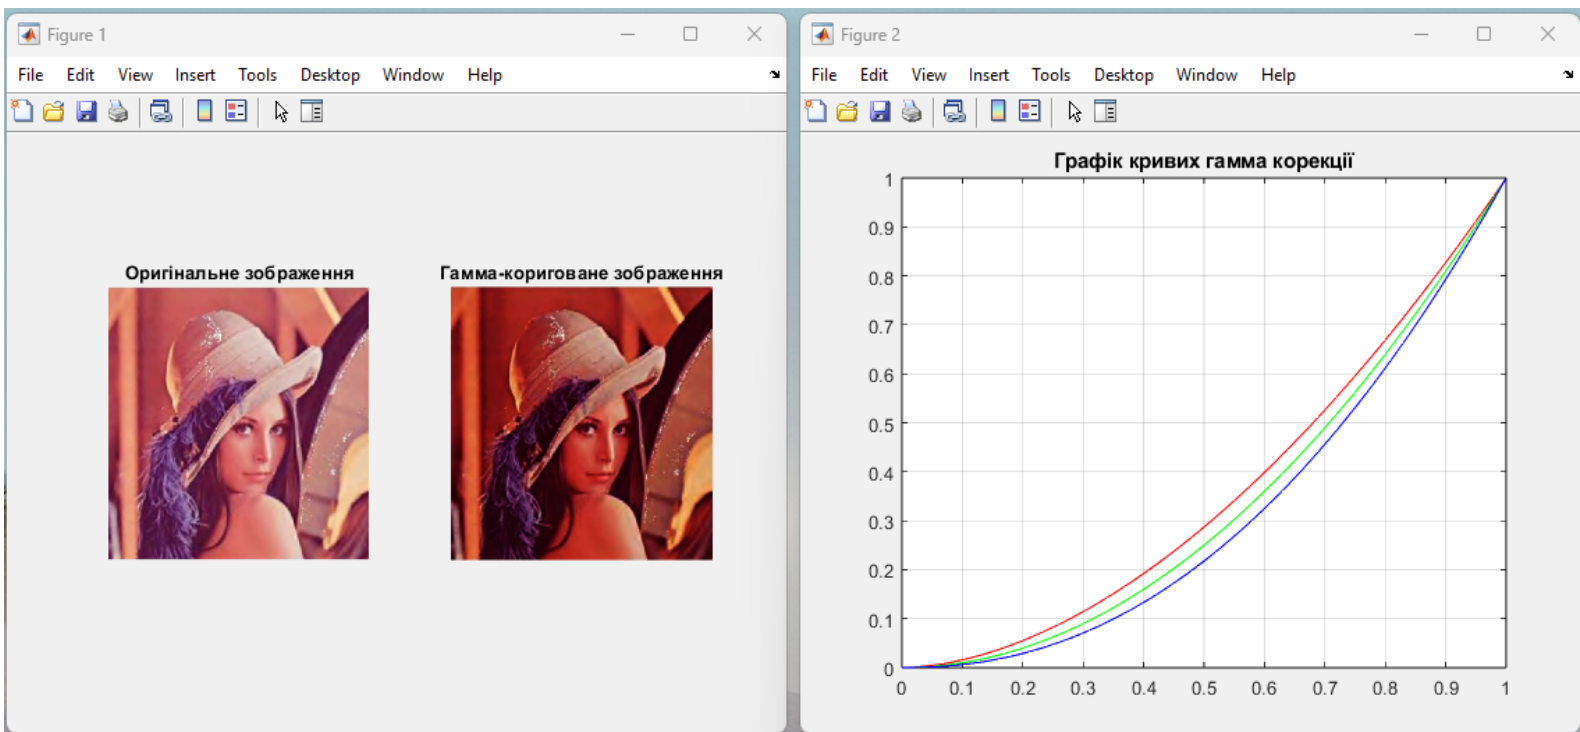 Figure 1
File Edit View Insert Tools Desktop Window Help
Оригінальне зображення
Гамма-кориговане зображення
Figure 2
File Edit View Insert Tools Desktop Window Help
Графік кривих гамма корекції
1
0.9
0.8
0.7
0.6
0.5
0.4
0.3
0.2
0.1
0
0 0.1 0.2 0.3 0.4 0.5 0.6 0.7 0.8 0.9 1